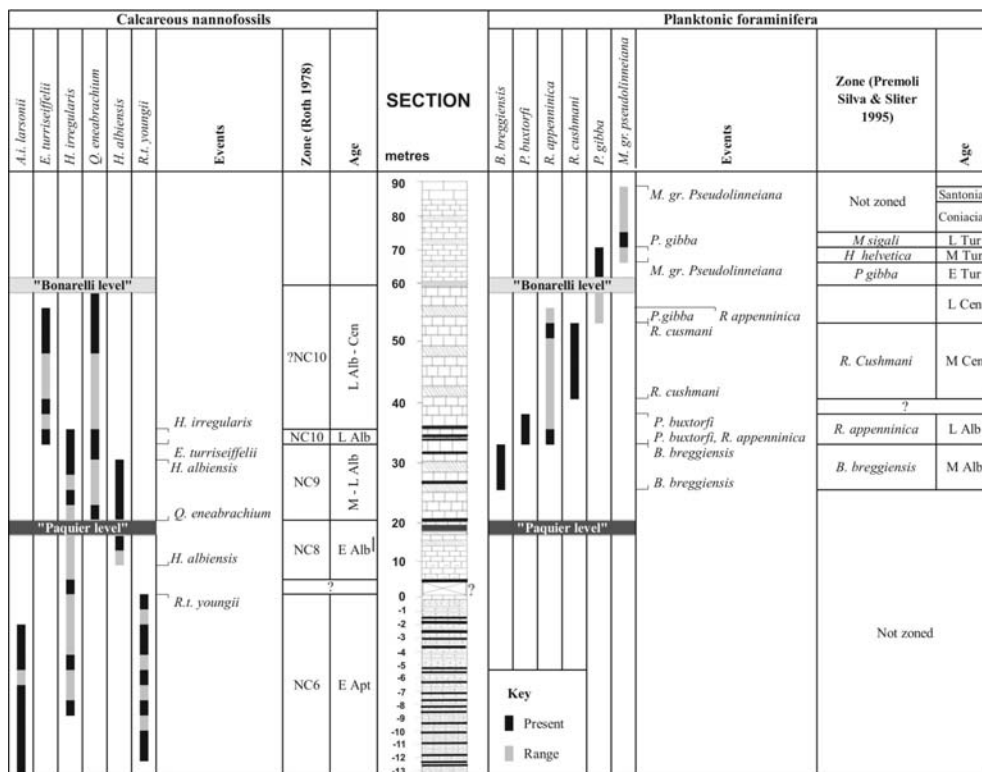 Calcareous nannofossils
Planktonic foraminifera
A.i. larsonii
E. turriseiffelii
H. irregularis
Q. eneabrachium
H. albiensis
R.t. youngii
Events
Zone (Roth 1978)
Age
SECTION
metres
B. breggiensis
P. buxtorfi
R. appenninica
R. cushmani
P. gibba
M. gr. pseudolinneiana
Events
Zone (Premoli
Silva & Sliter
1995)
Age
90
80
70
60
50
40
30
20
10
0
-1
-2
-3
-4
-5
-6
-7
-8
-9
-10
-11
-12
-13
"Bonarelli level"
"Bonarelli level"
H. irregularis
E. turriseiffelii
H. albiensis
Q. eneabrachium
"Paquier level"
"Paquier level"
H. albiensis
R.t. youngii
?NC10
NC10
NC9
NC8
?
NC6
L Alb - Cen
L Alb
M - L Alb
E Alb
E Apt
?
M. gr. Pseudolinneiana
P. gibba
M. gr. Pseudolinneiana
P.gibba
R appenninica
R. cusmani
R. cushmani
P. buxtorfi
P. buxtorfi, R. appenninica
B. breggiensis
B. breggiensis
Not zoned
M sigali
H helvetica
P gibba
R. Cushmani
?
R. appenninica
B. breggiensis
Not zoned
Santonia
Coniacia
L Tur
M Tur
E Tur
L Cen
M Cen
L Alb
M Alb
Key
Present
Range